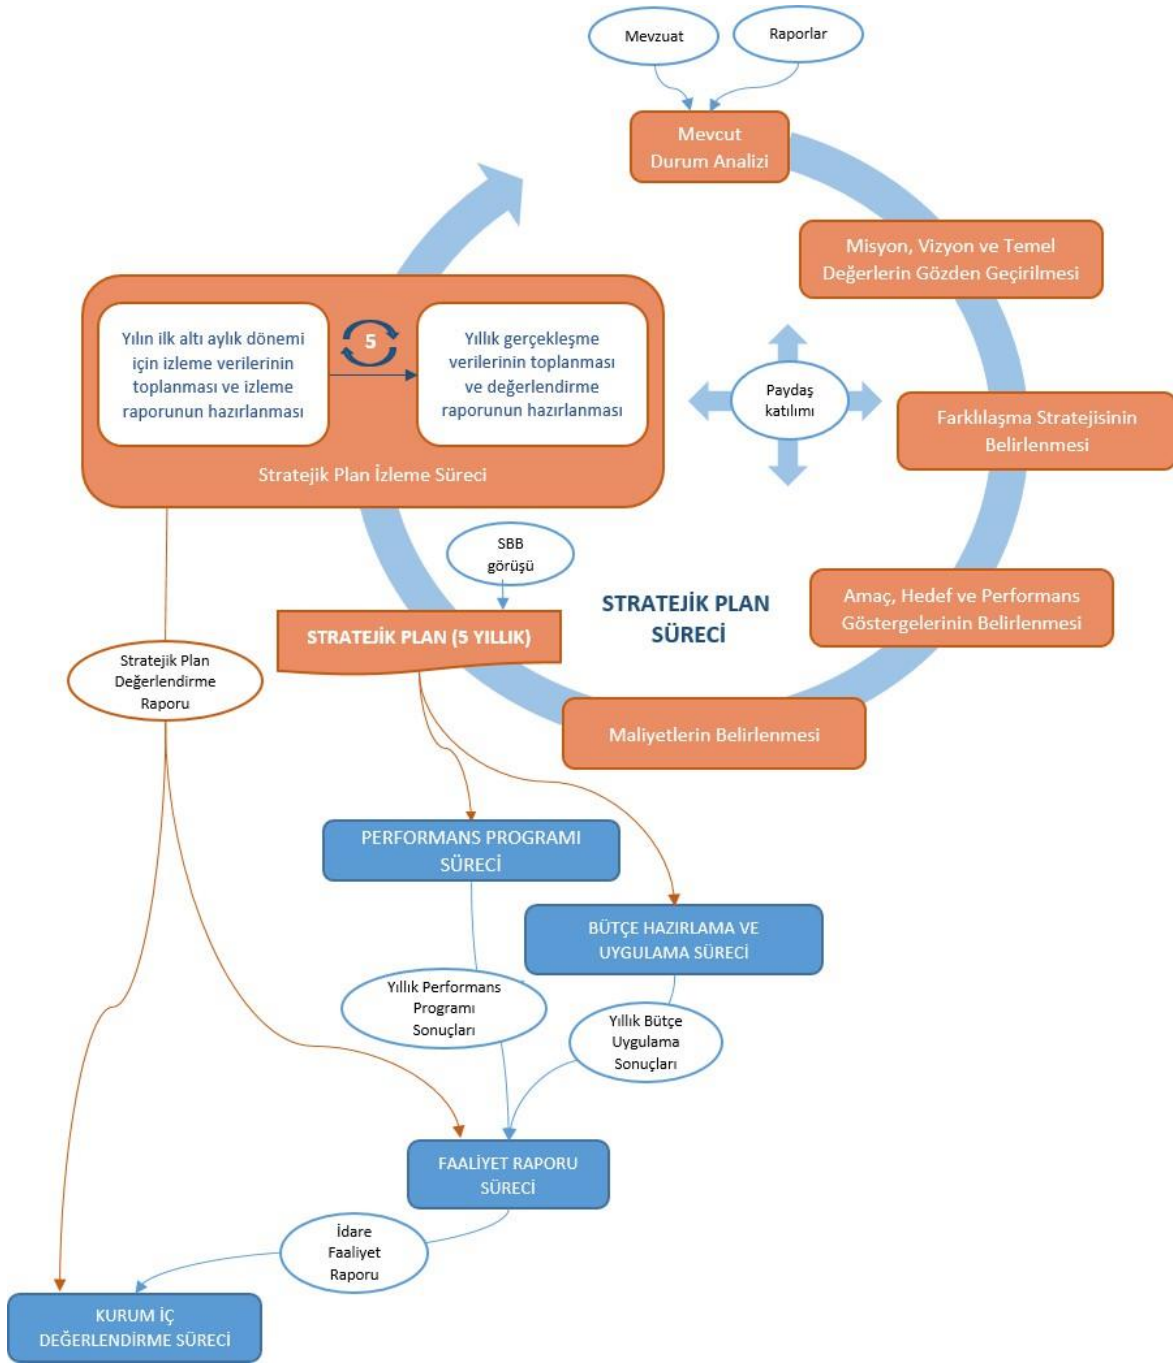 Mevzuat
Raporlar
Mevcut
Durum Analizi
Misyon, Vizyon ve Temel
Değerlerin Gözden Geçirilmesi
Yılın ilk altı aylık dönemi
için izleme verilerinin
toplanması ve izleme
raporunun hazırlanması
5
Yıllık gerçekleşme
verilerinin toplanması
ve değerlendirme
raporunun hazırlanması
Stratejik Plan İzleme Süreci
Paydaş
katılımı
Farklılaşma Stratejisinin
Belirlenmesi
SBB
görüşü
STRATEJİK PLAN
SÜRECİ
Amaç, Hedef ve Performans
Göstergelerinin Belirlenmesi
STRATEJİK PLAN (5 YILLIK)
Stratejik Plan
Değerlendirme
Raporu
Maliyetlerin Belirlenmesi
PERFORMANS PROGRAMI
SÜRECİ
BÜTÇE HAZIRLAMA VE
UYGULAMA SÜRECİ
Yıllık Performans
Programı
Sonuçları
Yıllık Bütçe
Uygulama
Sonuçları
FAALİYET RAPORU
SÜRECİ
İdare
Faaliyet
Raporu
KURUM İÇ
DEĞERLENDİRME SÜRECİ